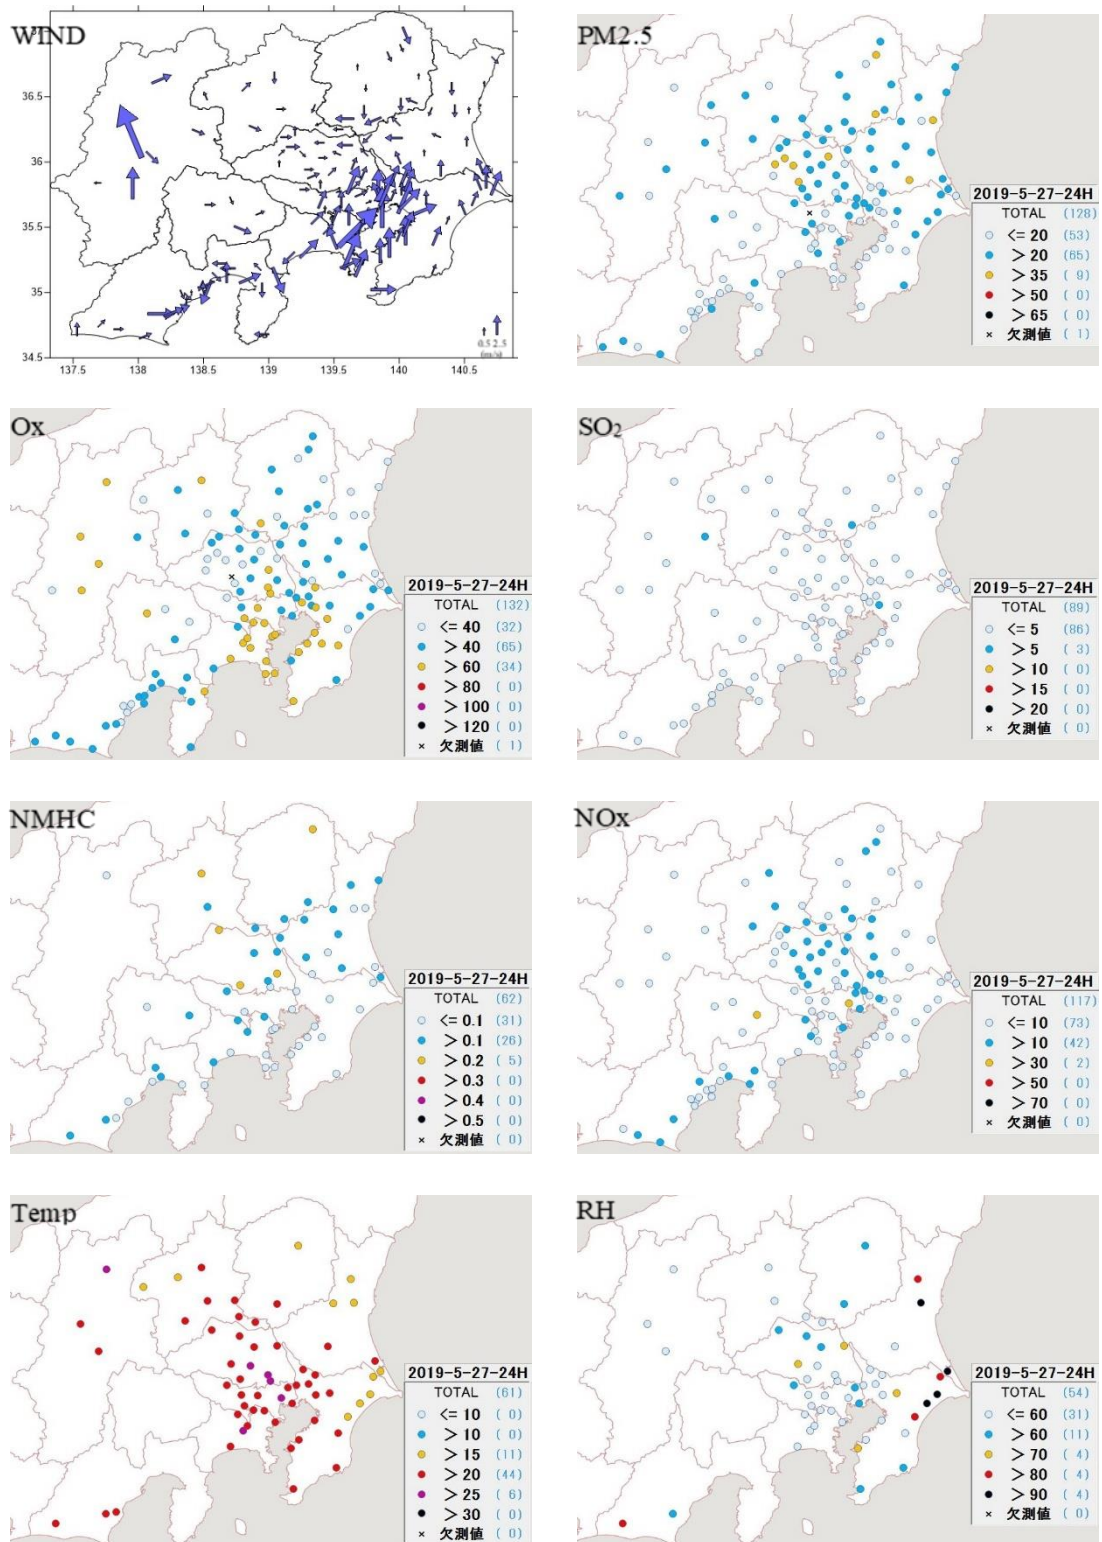 WIND
36.5
36
35.5
35
34.5
137.5 138 138.5 139 139.5 140 140.5
0.5 2.5
(m/s)
PM2.5
2019-5-27-24H
TOTAL (128)
<= 20 (53)
> 20 (65)
> 35 (9)
> 50 (0)
> 65 (0)
× 欠測値 (1)
Ox
2019-5-27-24H
TOTAL (132)
<= 40 (32)
> 40 (65)
> 60 (34)
> 80 (0)
> 100 (0)
> 120 (0)
× 欠測値 (1)
SO₂
2019-5-27-24H
TOTAL (89)
<= 5 (86)
> 5 (3)
> 10 (0)
> 15 (0)
> 20 (0)
× 欠測値 (0)
NMHC
2019-5-27-24H
TOTAL (62)
<= 0.1 (31)
> 0.1 (26)
> 0.2 (5)
> 0.3 (0)
> 0.4 (0)
> 0.5 (0)
× 欠測値 (0)
NOx
2019-5-27-24H
TOTAL (117)
<= 10 (73)
> 10 (42)
> 30 (2)
> 50 (0)
> 70 (0)
× 欠測値 (0)
Temp
2019-5-27-24H
TOTAL (61)
<= 10 (0)
> 10 (0)
> 15 (11)
> 20 (44)
> 25 (6)
> 30 (0)
× 欠測値 (0)
RH
2019-5-27-24H
TOTAL (54)
<= 60 (31)
> 60 (11)
> 70 (4)
> 80 (4)
> 90 (4)
× 欠測値 (0)